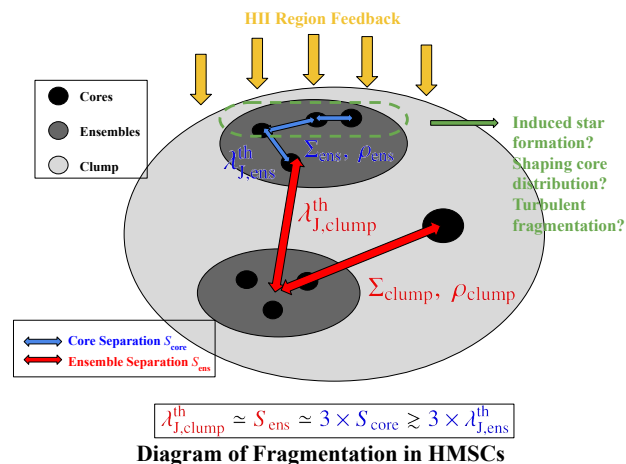 HII Region Feedback
Cores
Ensembles
Clump
λ^th_J,ens
Σ_ens, ρ_ens
Induced star
formation?
Shaping core
distribution?
Turbulent
fragmentation?
λ^th_J,clump
Σ_clump, ρ_clump
Core Separation S_core
Ensemble Separation S_ens
λ^th_J,clump ≃ S_ens ≃ 3 × S_core ≳ 3 × λ^th_J,ens
Diagram of Fragmentation in HMSCs